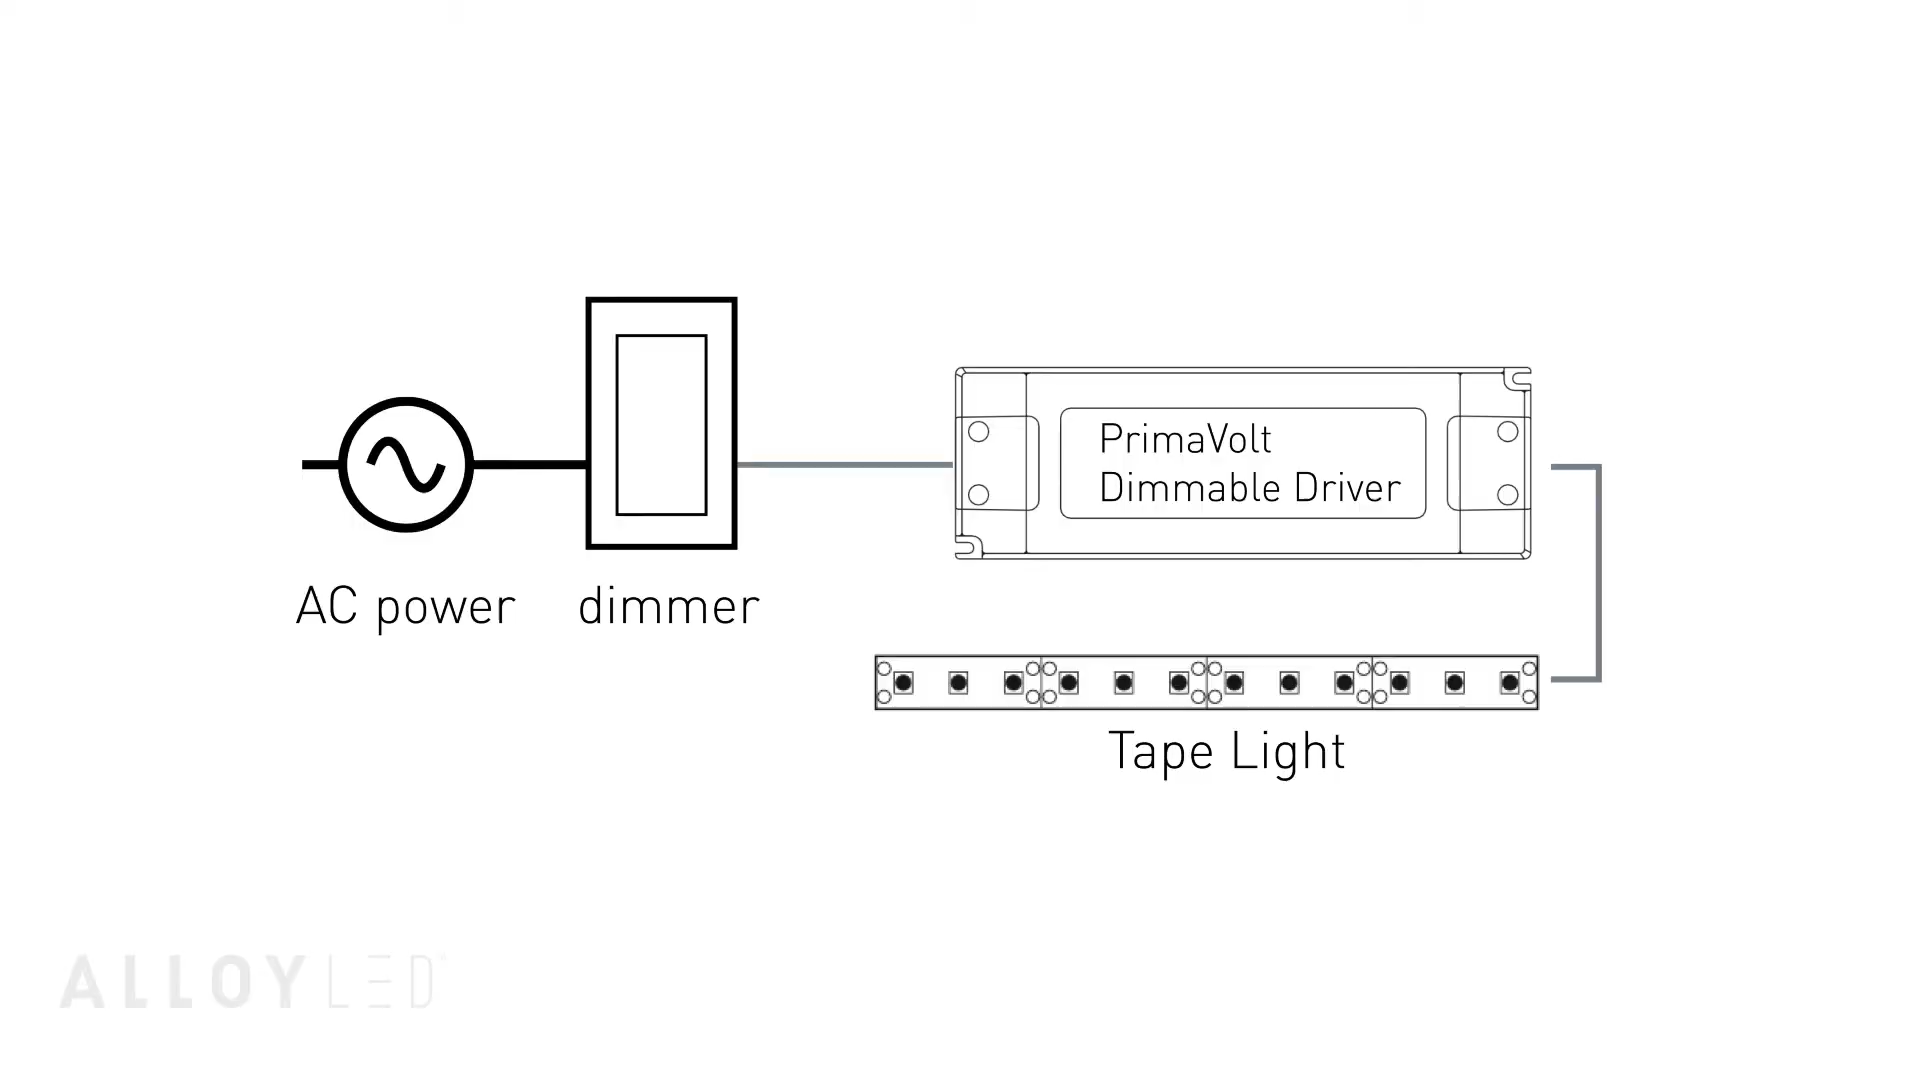 PrimaVolt
Dimmable Driver
AC power
dimmer
Tape Light
ALLOYLED